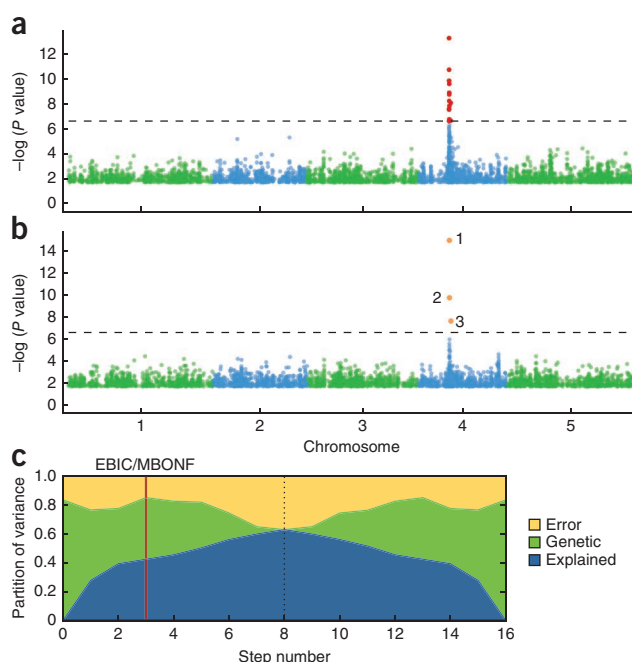 a
12
10
8
6
4
2
0
–log (P value)
b
14
12
10
8
6
4
2
0
–log (P value)
1
2
3
1 2 3 4 5
Chromosome
c
EBIC/MBONF
1.0
0.8
0.6
0.4
0.2
0
Partition of variance
0 2 4 6 8 10 12 14 16
Step number
Error
Genetic
Explained